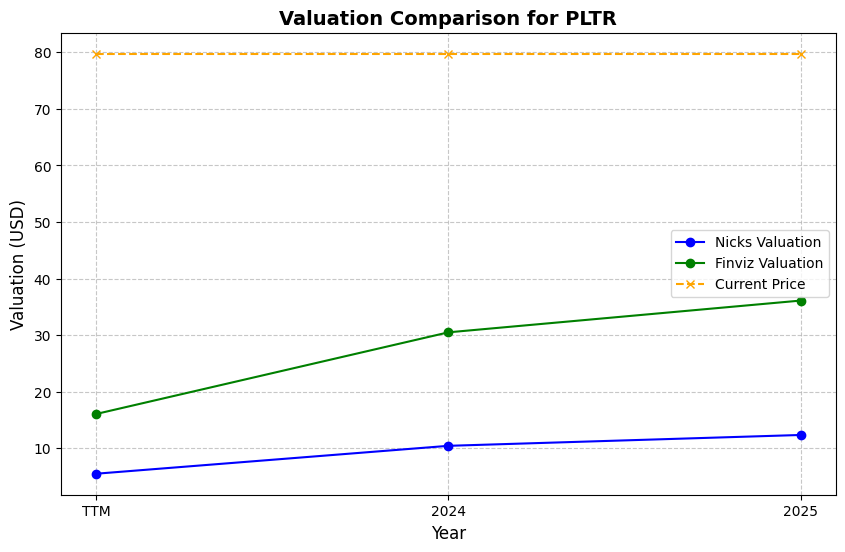 Valuation Comparison for PLTR
Valuation (USD)
80
70
60
50
40
30
20
10
Nicks Valuation
Finviz Valuation
Current Price
TTM 2024 2025
Year